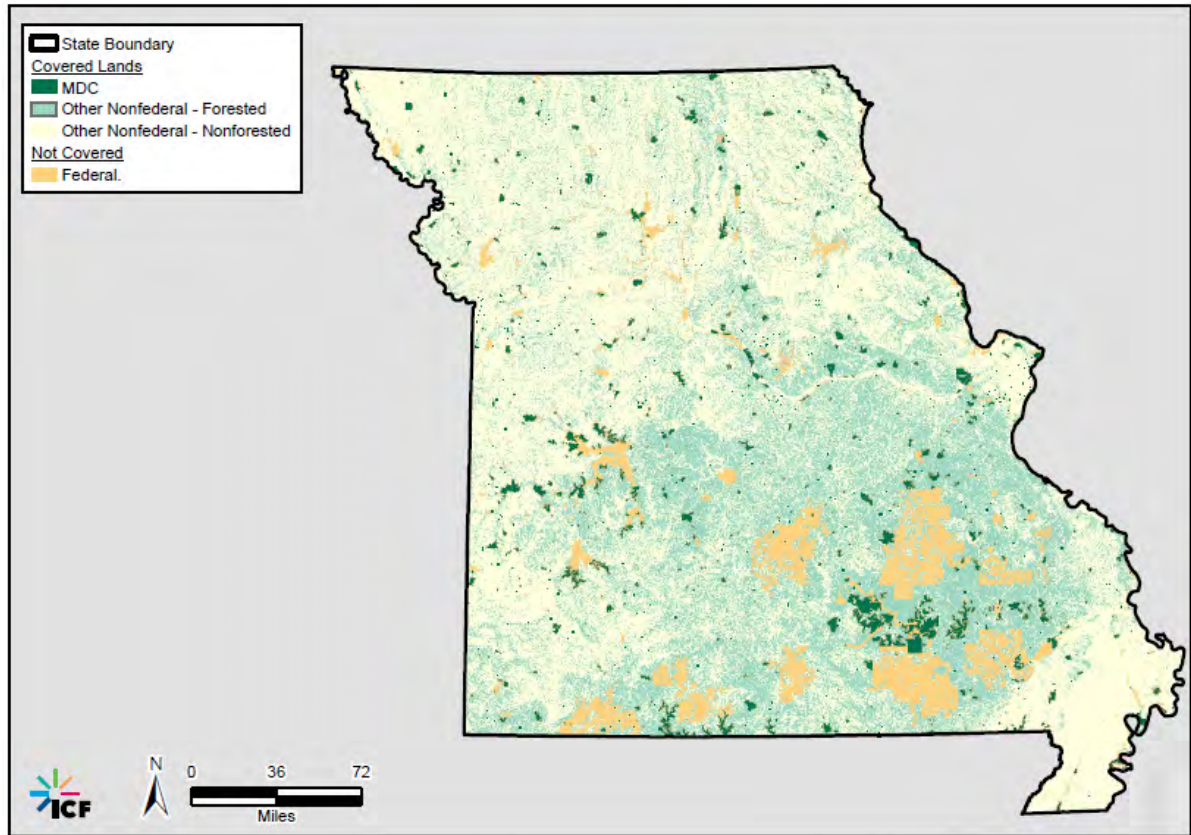 State Boundary
Covered Lands
MDC
Other Nonfederal - Forested
Other Nonfederal - Nonforested
Not Covered
Federal.
ICF
N
0 36 72
Miles